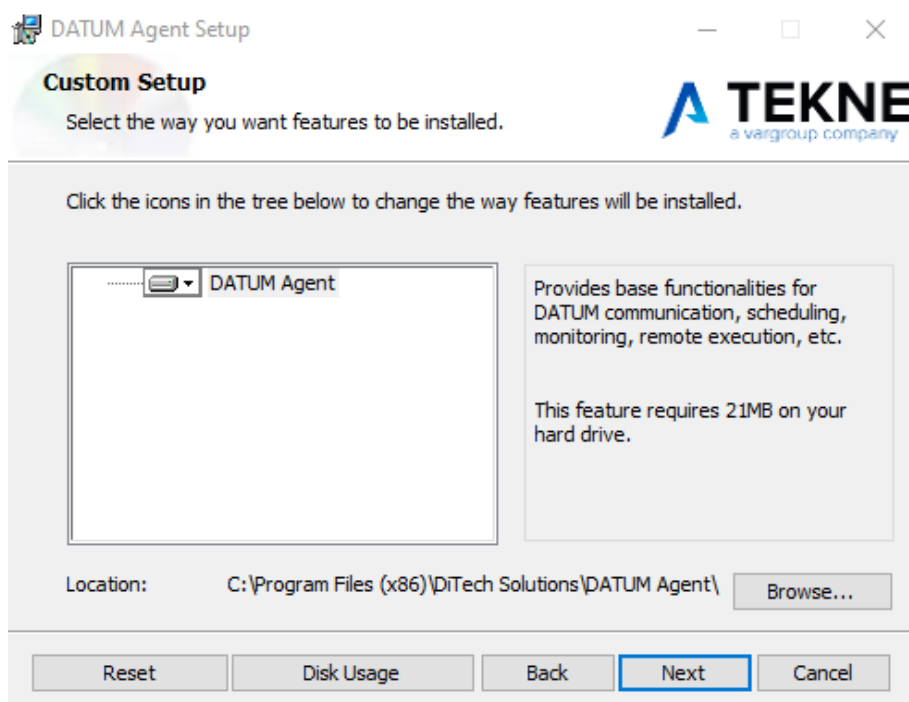 DATUM Agent Setup
Custom Setup
Select the way you want features to be installed.
TEKNE
a vargroup company
Click the icons in the tree below to change the way features will be installed.
DATUM Agent
Provides base functionalities for
DATUM communication, scheduling,
monitoring, remote execution, etc.
This feature requires 21MB on your
hard drive.
Location: C:\Program Files (x86)\DiTech Solutions\DATUM Agent\ Browse...
Reset Disk Usage Back Next Cancel